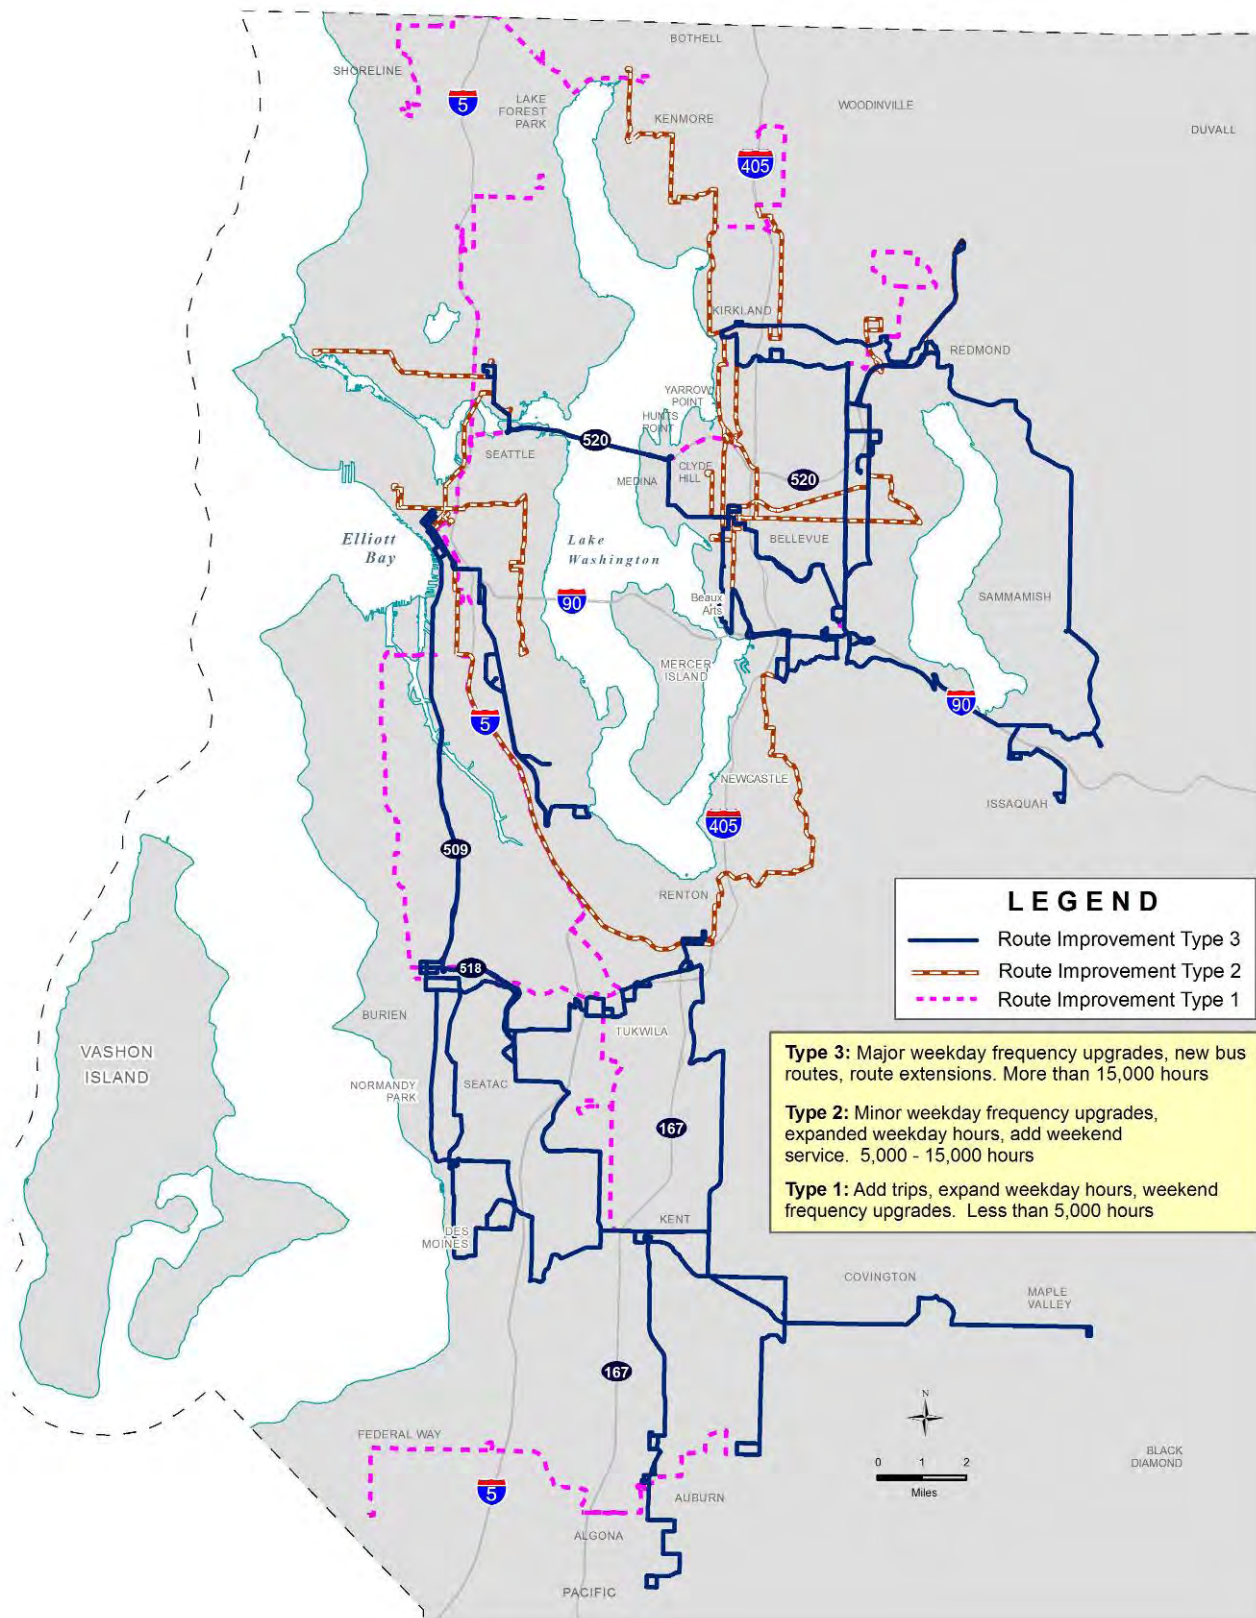 BOTHELL
SHORELINE
5
LAKE
FOREST
PARK
WOODINVILLE
KENMORE
DUVALL
405
KIRKLAND
REDMOND
YARROW
POINT
HUNTS
POINT
520
SEATTLE
CLYDE
HILL
MEDINA
520
Elliott
Bay
Lake
Washington
BELLEVUE
90
Beaux
Arts
SAMMAMISH
MERCER
ISLAND
90
5
NEWCASTLE
ISSAQUAH
405
509
RENTON
LEGEND
Route Improvement Type 3
Route Improvement Type 2
Route Improvement Type 1
518
BURIEN
TUKWILA
VASHON
ISLAND
NORMANDY
PARK
SEATAC
Type 3: Major weekday frequency upgrades, new bus
routes, route extensions. More than 15,000 hours
Type 2: Minor weekday frequency upgrades,
expanded weekday hours, add weekend
service. 5,000 - 15,000 hours
Type 1: Add trips, expand weekday hours, weekend
frequency upgrades. Less than 5,000 hours
167
KENT
DES
MOINES
COVINGTON
MAPLE
VALLEY
167
N
FEDERAL WAY
BLACK
DIAMOND
0 1 2
Miles
5
AUBURN
ALGONA
PACIFIC